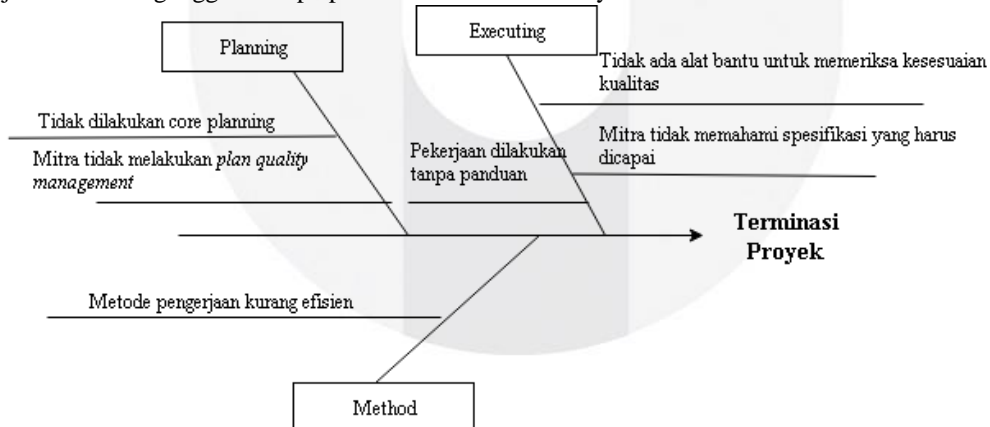 Planning
Executing
Tidak ada alat bantu untuk memeriksa kesesuaian
kualitas
Tidak dilakukan core planning
Mitra tidak memahami spesifikasi yang harus
dicapai
Mitra tidak melakukan plan quality
management
Pekerjaan dilakukan
tanpa panduan
Terminasi
Proyek
Metode pengerjaan kurang efisien
Method